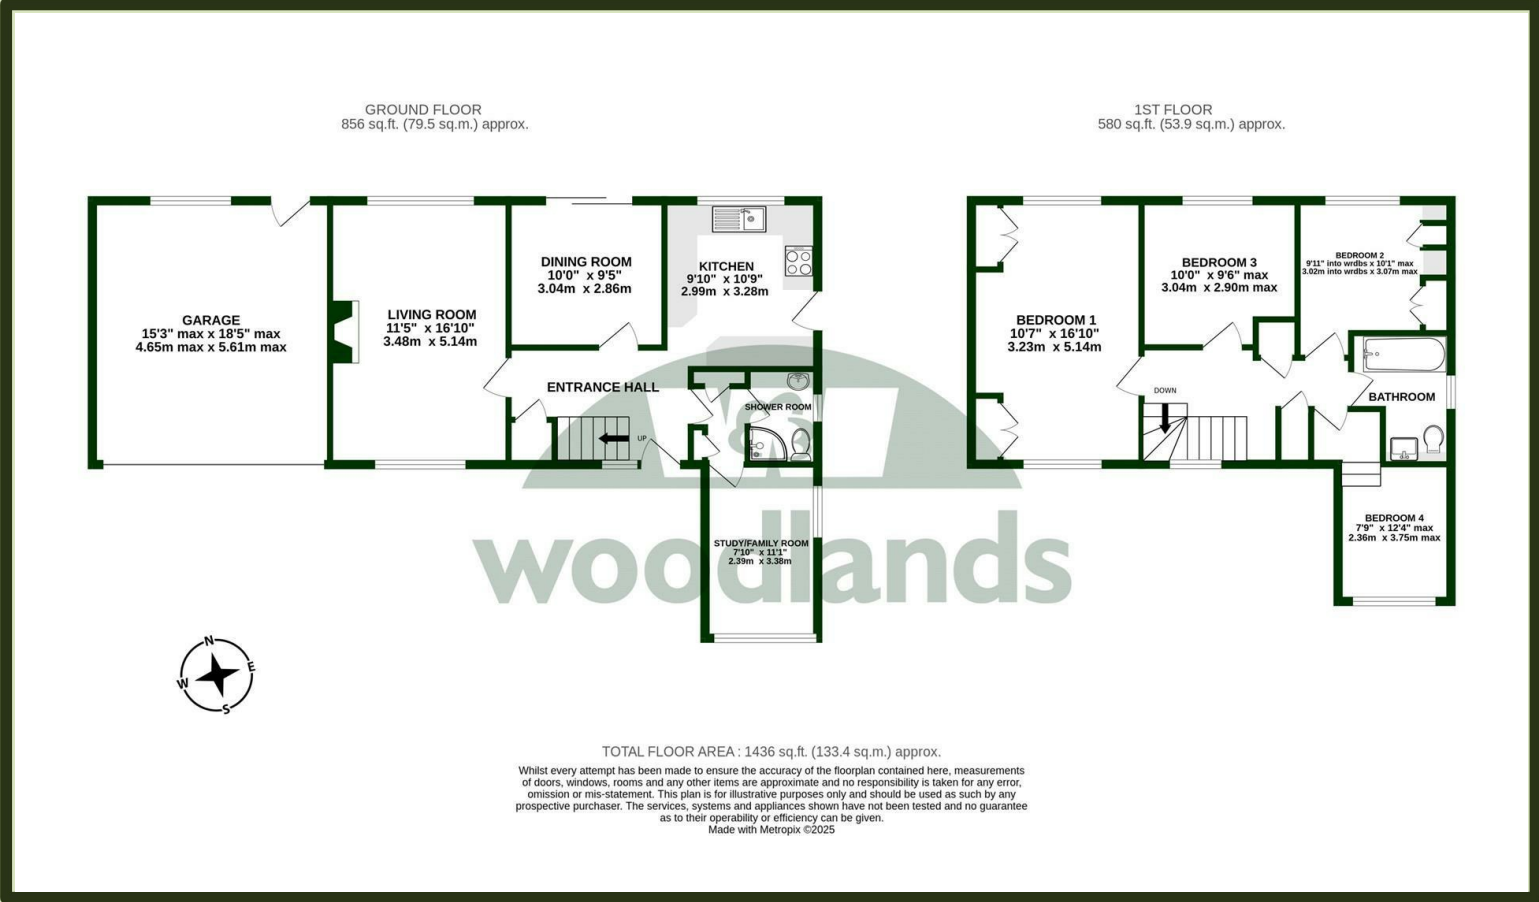 GROUND FLOOR
856 sq.ft. (79.5 sq.m.) approx.
1ST FLOOR
580 sq.ft. (53.9 sq.m.) approx.
GARAGE
15'3" max x 18'5" max
4.65m max x 5.61m max
LIVING ROOM
11'5" x 16'10"
3.48m x 5.14m
DINING ROOM
10'0" x 9'5"
3.04m x 2.86m
KITCHEN
9'10" x 10'9"
2.99m x 3.28m
ENTRANCE HALL
UP
SHOWER ROOM
STUDY/FAMILY ROOM
7'10" x 11'1"
2.39m x 3.38m
BEDROOM 1
10'7" x 16'10"
3.23m x 5.14m
BEDROOM 3
10'0" x 9'6" max
3.04m x 2.90m max
BEDROOM 2
9'11" into wrdbs x 10'1" max
3.02m into wrdbs x 3.07m max
DOWN
BATHROOM
BEDROOM 4
7'9" x 12'4" max
2.36m x 3.75m max
woodlands
N
E
W
S
TOTAL FLOOR AREA : 1436 sq.ft. (133.4 sq.m.) approx.
Whilst every attempt has been made to ensure the accuracy of the floorplan contained here, measurements
of doors, windows, rooms and any other items are approximate and no responsibility is taken for any error,
omission or mis-statement. This plan is for illustrative purposes only and should be used as such by any
prospective purchaser. The services, systems and appliances shown have not been tested and no guarantee
as to their operability or efficiency can be given.
Made with Metropix ©2025